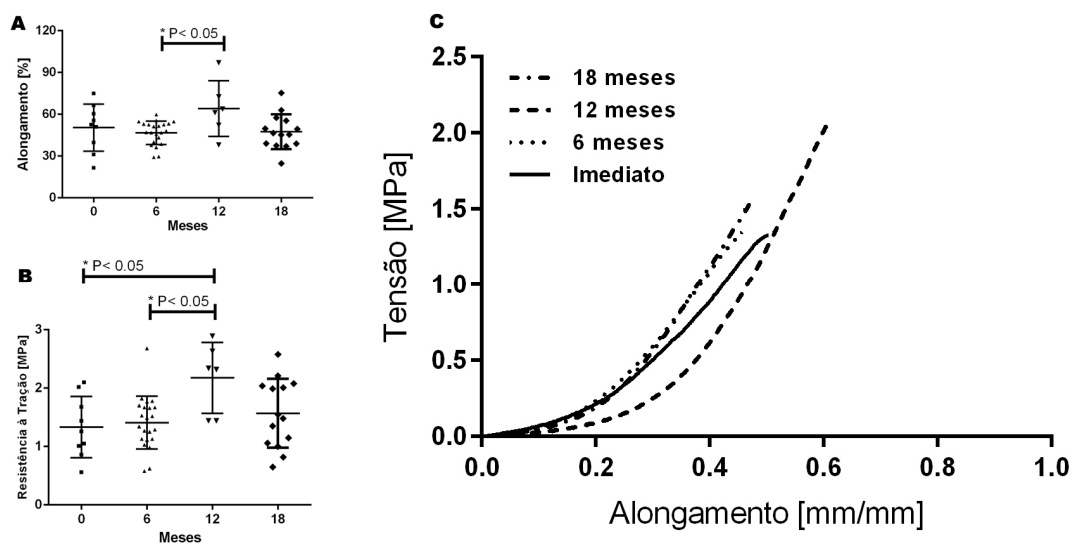 A
* P< 0.05
Alongamento [%]
120
90
60
30
0
0 6 12 18
Meses
B
* P< 0.05
* P< 0.05
Resistência à Tração [MPa]
3
2
1
0
0 6 12 18
Meses
C
2.5
2.0
1.5
1.0
0.5
0.0
Tensão [MPa]
18 meses
12 meses
6 meses
Imediato
0.0 0.2 0.4 0.6 0.8 1.0
Alongamento [mm/mm]